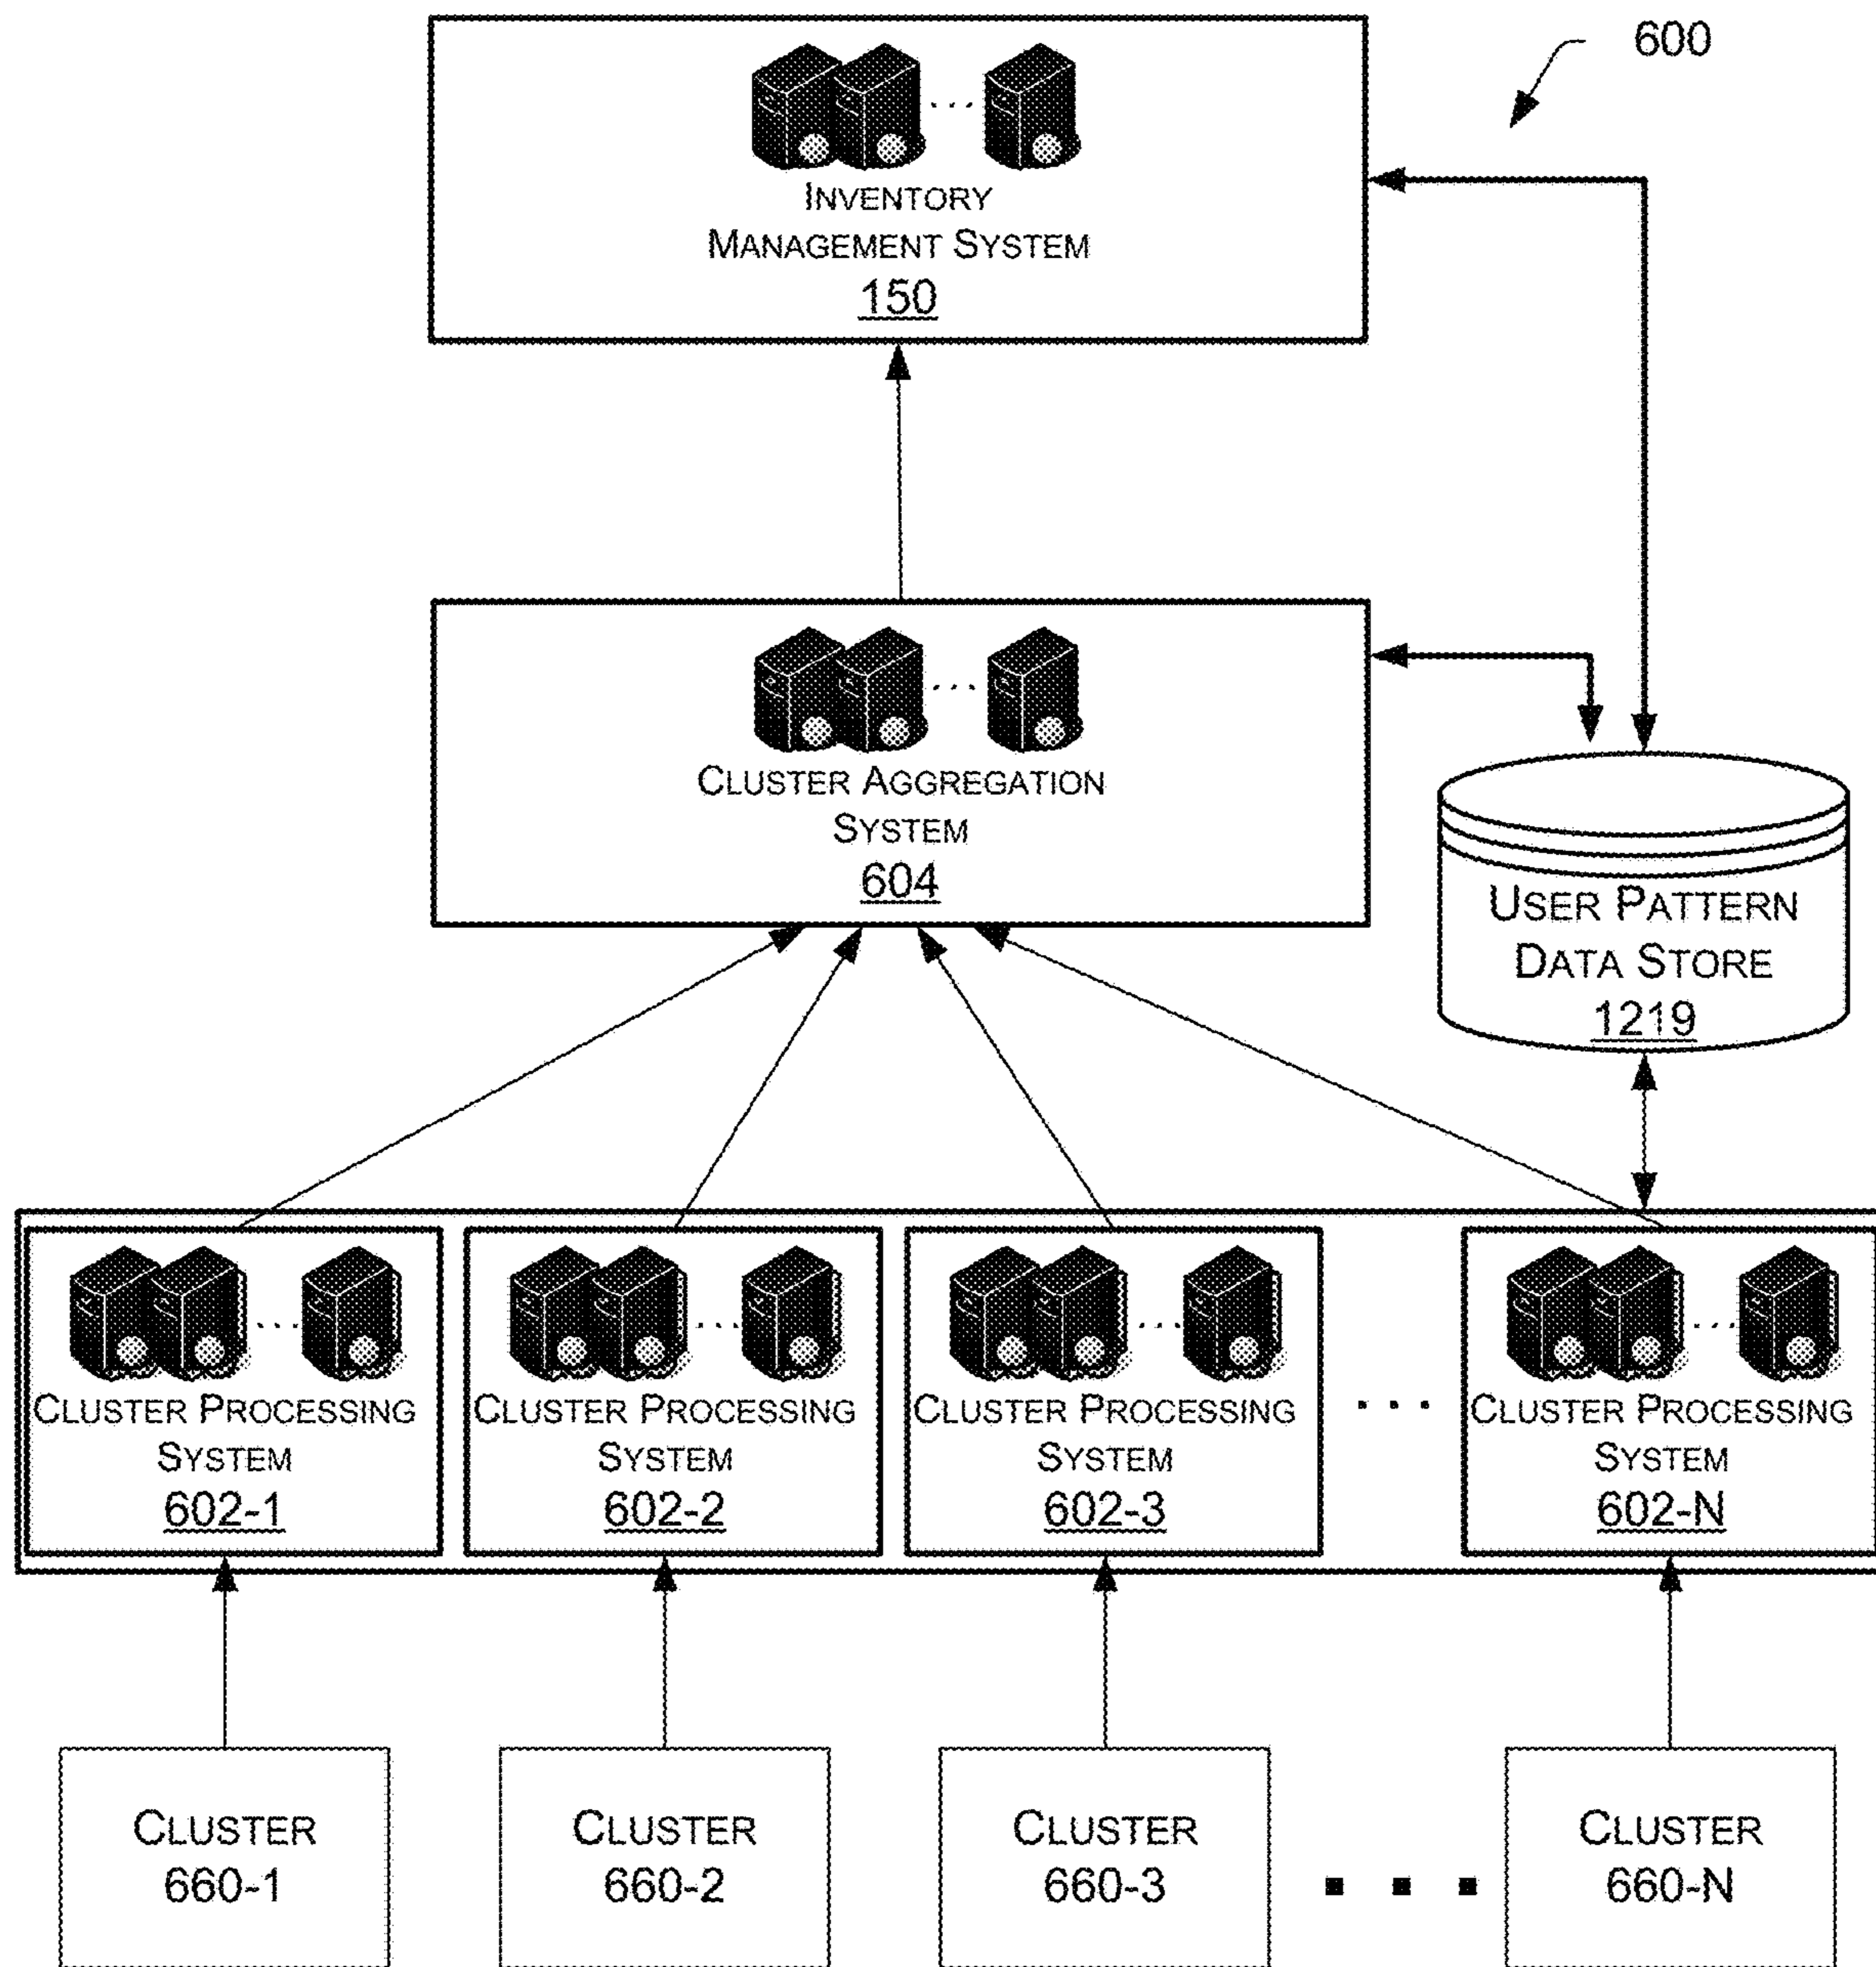 600
INVENTORY
MANAGEMENT SYSTEM
150
CLUSTER AGGREGATION
SYSTEM
604
USER PATTERN
DATA STORE
1219
CLUSTER PROCESSING
SYSTEM
602-1
CLUSTER PROCESSING
SYSTEM
602-2
CLUSTER PROCESSING
SYSTEM
602-3
CLUSTER PROCESSING
SYSTEM
602-N
CLUSTER
660-1
CLUSTER
660-2
CLUSTER
660-3
CLUSTER
660-N